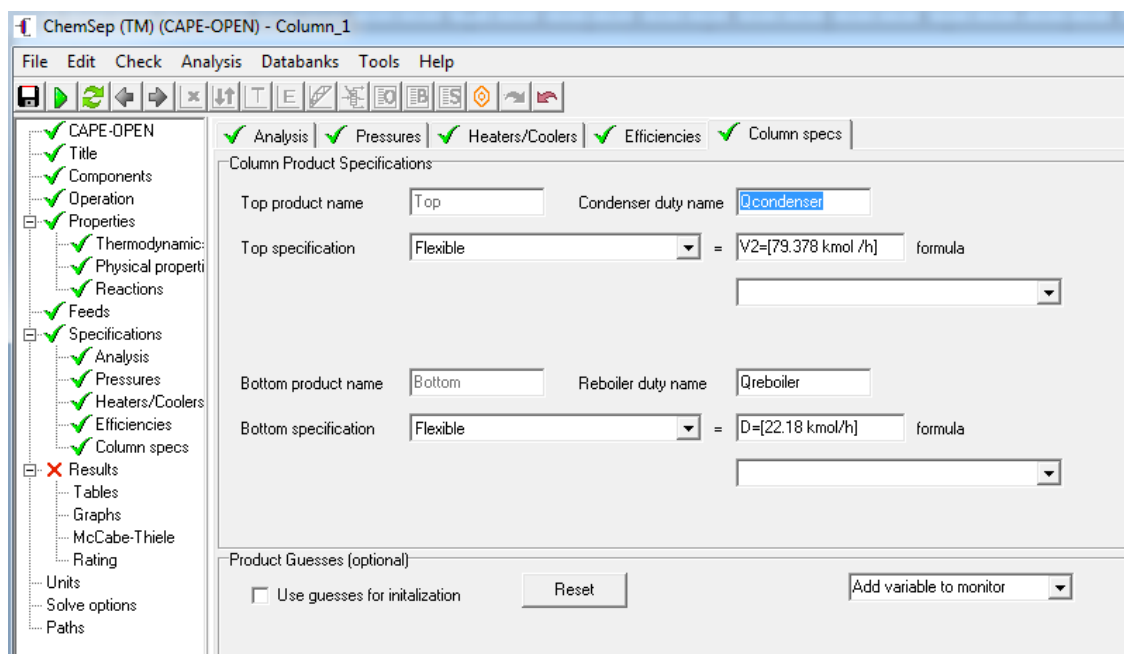 ChemSep (TM) (CAPE-OPEN) - Column_1
File Edit Check Analysis Databanks Tools Help
CAPE-OPEN
Title
Components
Operation
Properties
Thermodynamic:
Physical properti
Reactions
Feeds
Specifications
Analysis
Pressures
Heaters/Coolers
Efficiencies
Column specs
Results
Tables
Graphs
McCabe-Thiele
Rating
Units
Solve options
Paths
Analysis Pressures Heaters/Coolers Efficiencies Column specs
Column Product Specifications
Top product name Top Condenser duty name Qcondenser
Top specification Flexible = V2=[79.378 kmol /h] formula
Bottom product name Bottom Reboiler duty name Qreboiler
Bottom specification Flexible = D=[22.18 kmol/h] formula
Product Guesses (optional)
Use guesses for initalization Reset Add variable to monitor